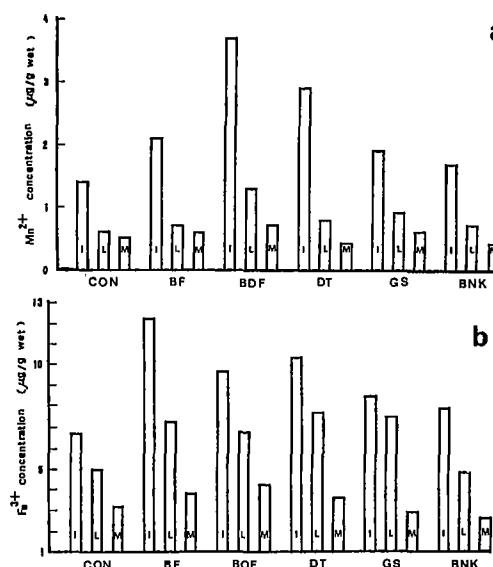 a
Mn²⁺ concentration (µg/g wet)
4
3
2
1
0
I L M I L M I L M I L M I L M I L M
CON BF BDF DT GS BNK
b
Fe³⁺ concentration (µg/g wet)
13
10
5
1
I L M I L M I L M I L M I L M I L M
CON BF BOF DT GS BNK